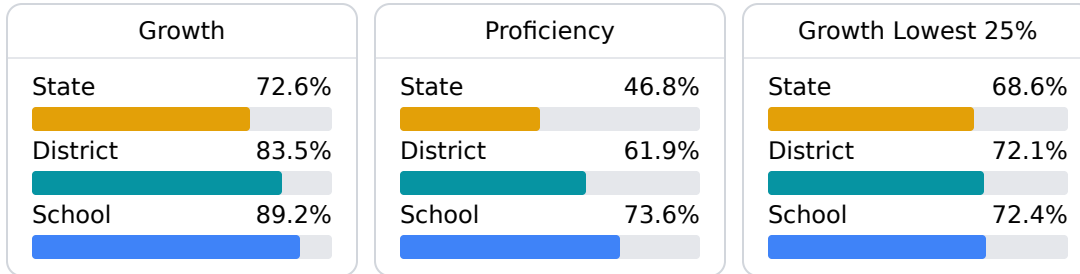 Growth
State 72.6%
District 83.5%
School 89.2%
Proficiency
State 46.8%
District 61.9%
School 73.6%
Growth Lowest 25%
State 68.6%
District 72.1%
School 72.4%